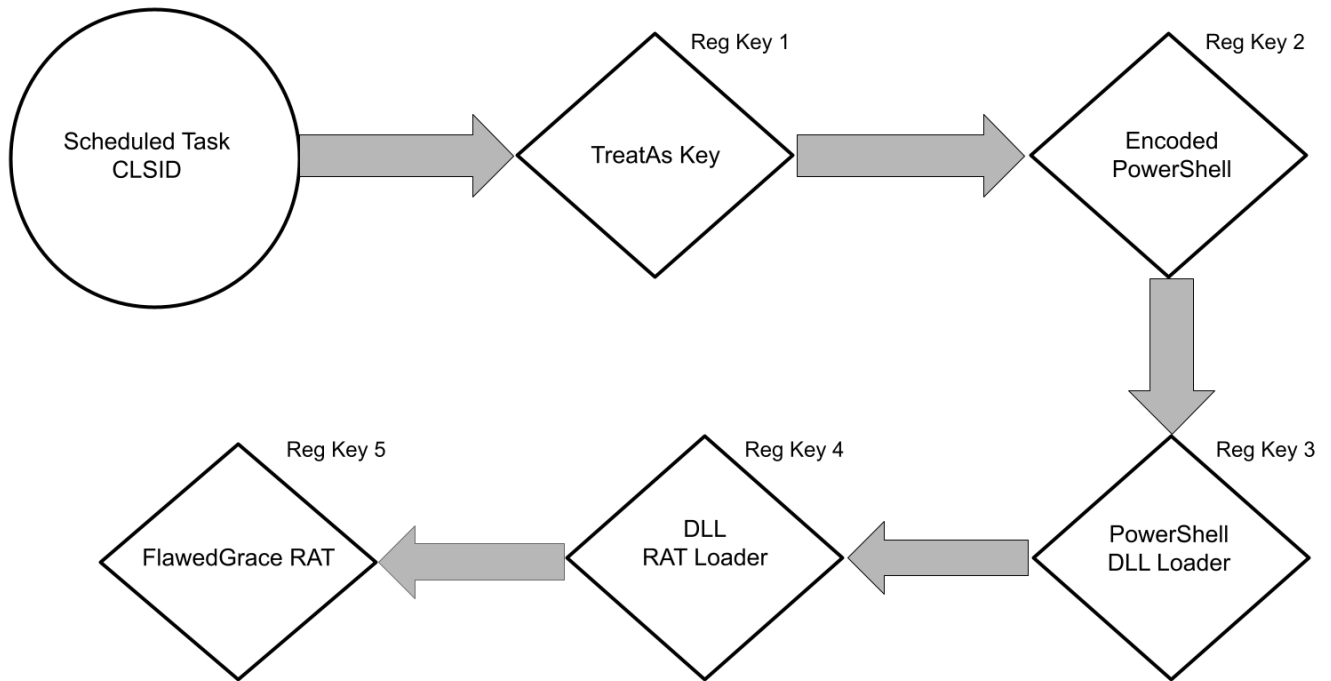 Scheduled Task
CLSID
Reg Key 1
TreatAs Key
Reg Key 2
Encoded
PowerShell
Reg Key 3
PowerShell
DLL Loader
Reg Key 4
DLL
RAT Loader
Reg Key 5
FlawedGrace RAT